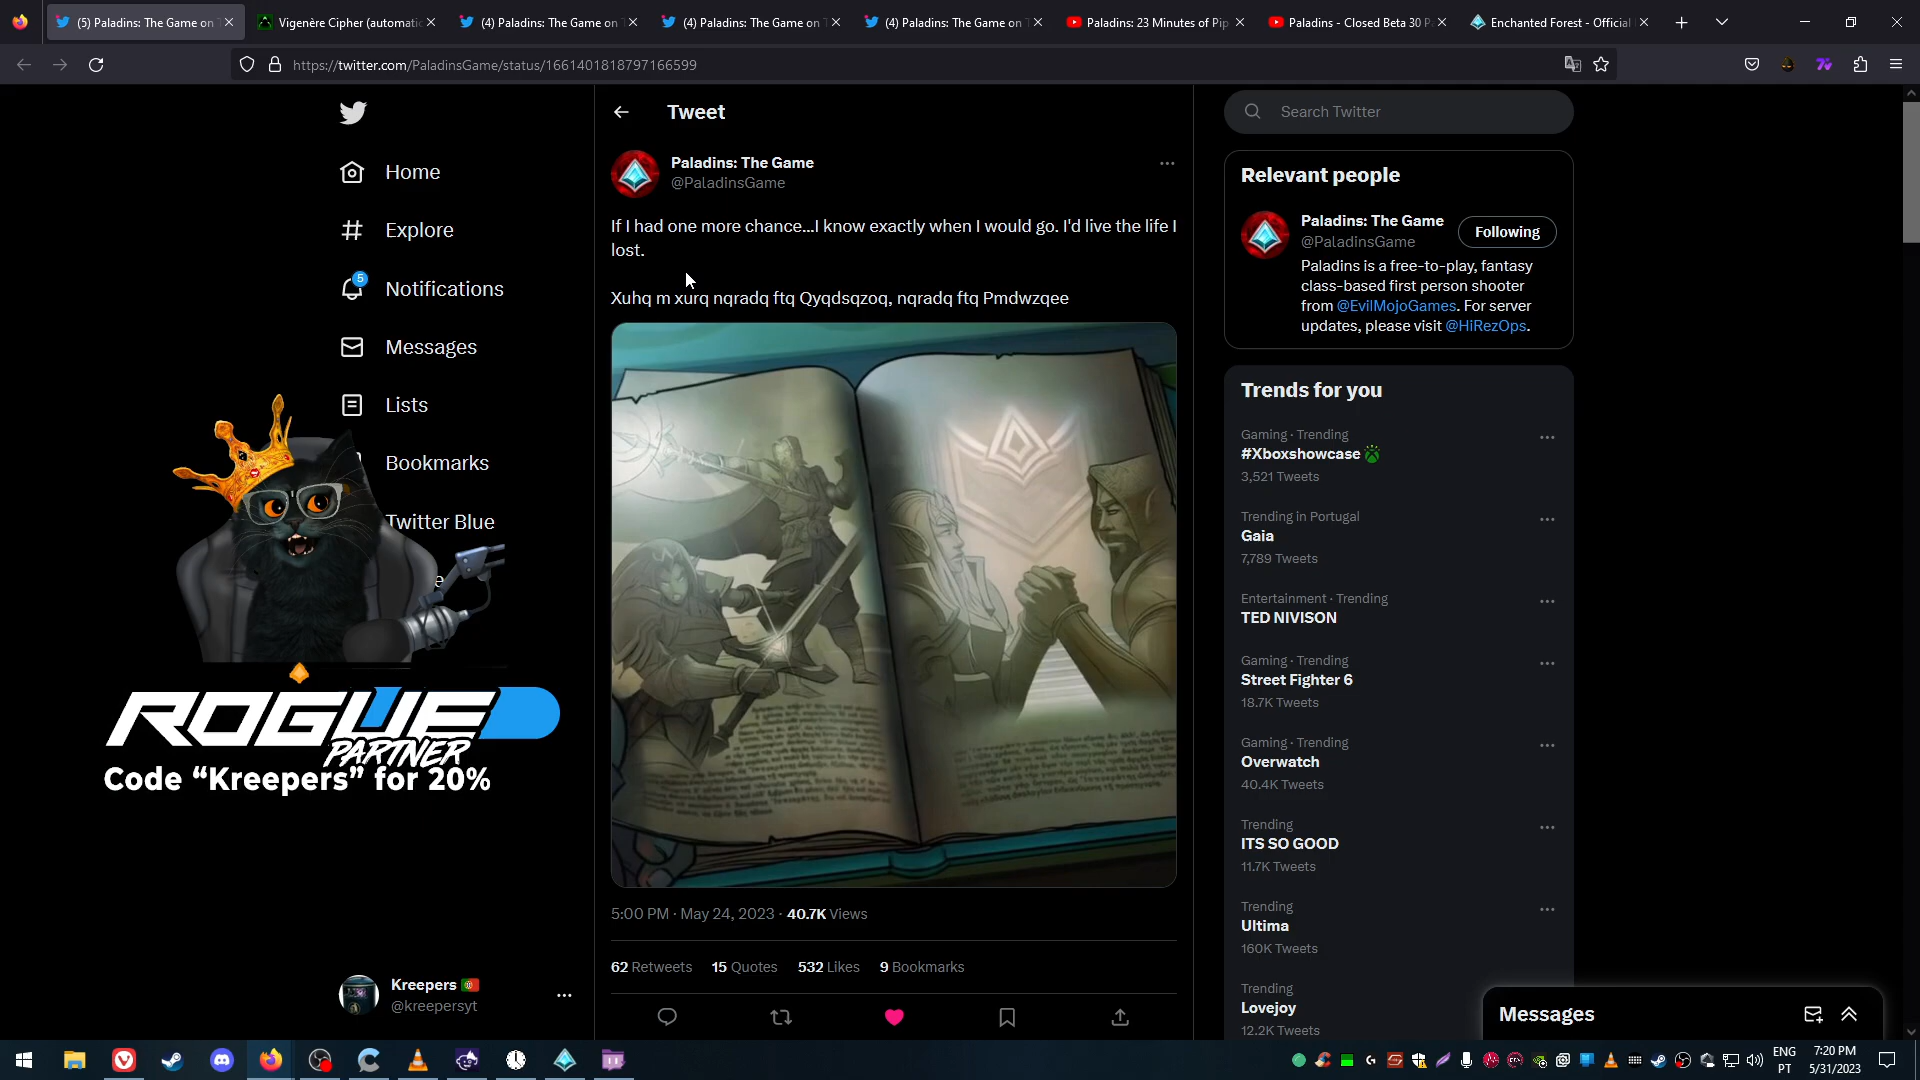 (5) Paladins: The Game on
Vigenère Cipher (automatic
(4) Paladins: The Game on
(4) Paladins: The Game on
(4) Paladins: The Game on
Paladins: 23 Minutes of Pip
Paladins - Closed Beta 30
Enchanted Forest - Official
https://twitter.com/PaladinsGame/status/1661401818797166599
Home
Explore
5
Notifications
Messages
Lists
Bookmarks
Twitter Blue
e
ROGUE
PARTNER
Code “Kreepers” for 20%
Kreepers
@kreepersyt
Tweet
Paladins: The Game
@PaladinsGame
If I had one more chance...I know exactly when I would go. I'd live the life I
lost.
Xuhq m xurq nqradq ftq Qyqdsqzoq, nqradq ftq Pmdwzqee
5:00 PM · May 24, 2023 · 40.7K Views
62 Retweets 15 Quotes 532 Likes 9 Bookmarks
Search Twitter
Relevant people
Paladins: The Game
@PaladinsGame
Following
Paladins is a free-to-play, fantasy
class-based first person shooter
from @EvilMojoGames. For server
updates, please visit @HiRezOps.
Trends for you
Gaming · Trending
#Xboxshowcase
3,521 Tweets
Trending in Portugal
Gaia
7,789 Tweets
Entertainment · Trending
TED NIVISON
Gaming · Trending
Street Fighter 6
18.7K Tweets
Gaming · Trending
Overwatch
40.4K Tweets
Trending
ITS SO GOOD
11.7K Tweets
Trending
Ultima
160K Tweets
Trending
Lovejoy
12.2K Tweets
Messages
ENG
PT
7:20 PM
5/31/2023